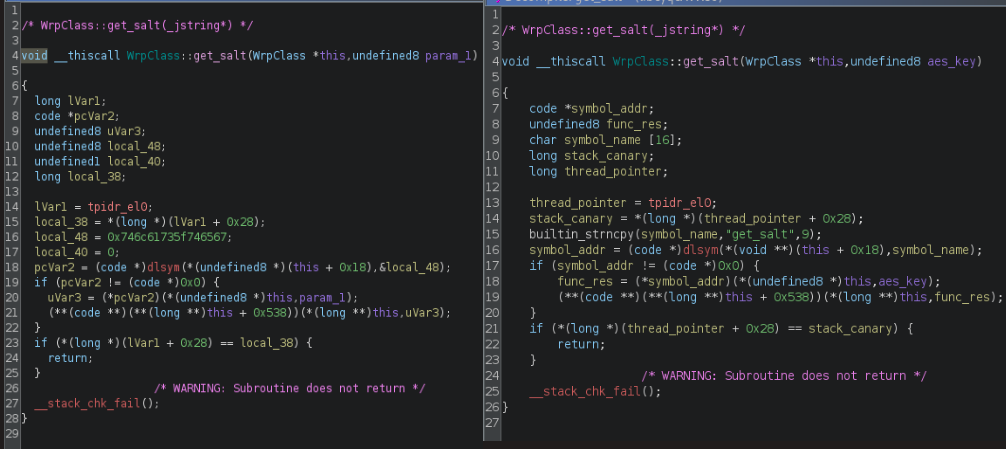 1
2 /* WrpClass::get_salt(_jstring*) */
3
4 void __thiscall WrpClass::get_salt(WrpClass *this,undefined8 param_1)
5
6 {
7   long lVar1;
8   code *pcVar2;
9   undefined8 uVar3;
10   undefined8 local_48;
11   undefined1 local_40;
12   long local_38;
13
14   lVar1 = tpidr_el0;
15   local_38 = *(long *)(lVar1 + 0x28);
16   local_48 = 0x746c61735f746567;
17   local_40 = 0;
18   pcVar2 = (code *)dlsym(*(undefined8 *)(this + 0x18),&local_48);
19   if (pcVar2 != (code *)0x0) {
20     uVar3 = (*pcVar2)(*(undefined8 *)this,param_1);
21     (**(code **)(**(long **)this + 0x538))(*(long **)this,uVar3);
22   }
23   if (*(long *)(lVar1 + 0x28) == local_38) {
24     return;
25   }
26                     /* WARNING: Subroutine does not return */
27   __stack_chk_fail();
28 }
29
1
2 /* WrpClass::get_salt(_jstring*) */
3
4 void __thiscall WrpClass::get_salt(WrpClass *this,undefined8 aes_key)
5
6 {
7     code *symbol_addr;
8     undefined8 func_res;
9     char symbol_name [16];
10     long stack_canary;
11     long thread_pointer;
12
13     thread_pointer = tpidr_el0;
14     stack_canary = *(long *)(thread_pointer + 0x28);
15     builtin_strncpy(symbol_name,"get_salt",9);
16     symbol_addr = (code *)dlsym(*(void **)(this + 0x18),symbol_name);
17     if (symbol_addr != (code *)0x0) {
18         func_res = (*symbol_addr)(*(undefined8 *)this,aes_key);
19         (**(code **)(**(long **)this + 0x538))(*(long **)this,func_res);
20     }
21     if (*(long *)(thread_pointer + 0x28) == stack_canary) {
22         return;
23     }
24                     /* WARNING: Subroutine does not return */
25     __stack_chk_fail();
26 }
27